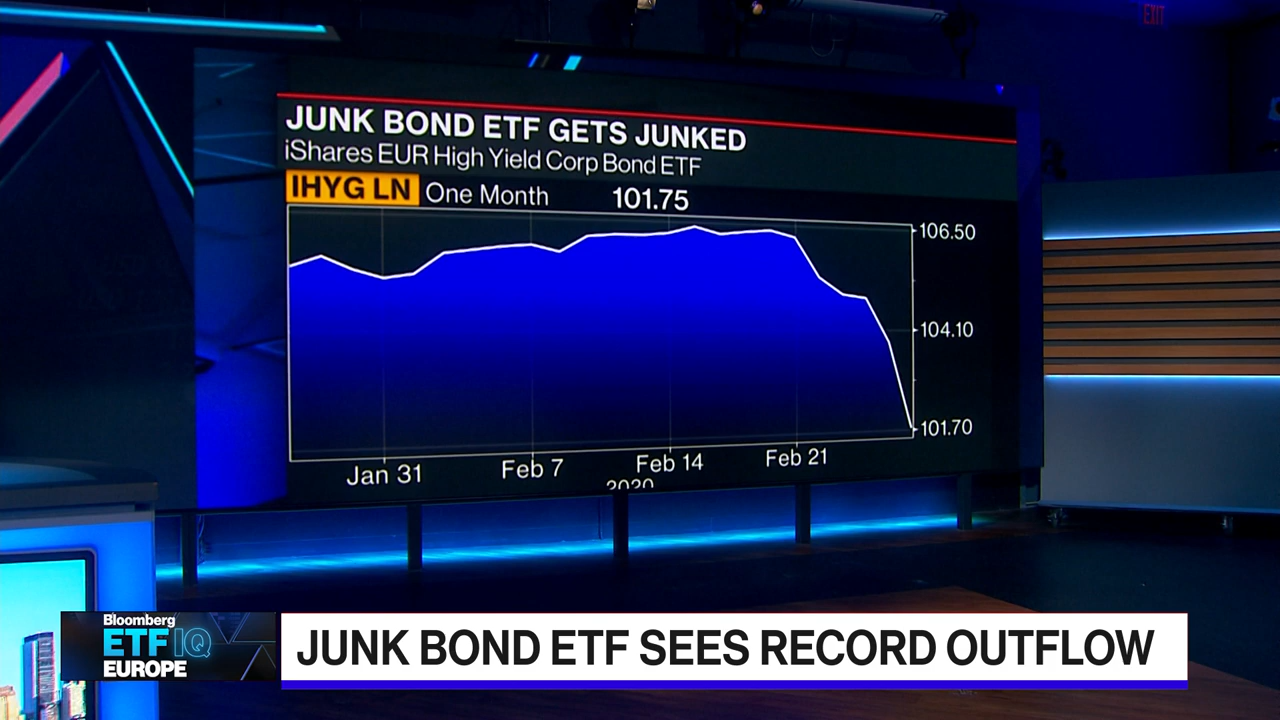 EXIT
JUNK BOND ETF GETS JUNKED
iShares EUR High Yield Corp Bond ETF
IHYG LN One Month 101.75
106.50
104.10
101.70
Jan 31 Feb 7 Feb 14 Feb 21
2020
Bloomberg
ETF IQ
EUROPE
JUNK BOND ETF SEES RECORD OUTFLOW